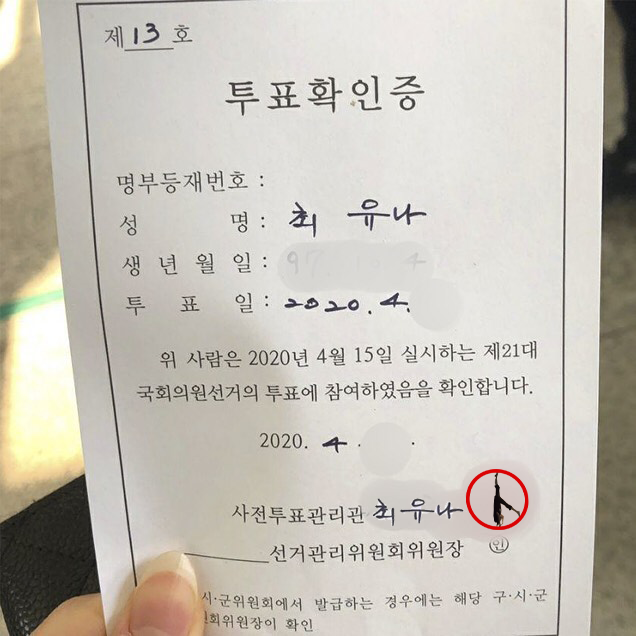 제 13 호
투표확인증
명부등재번호 :
성 명 : 최 유나
생 년 월 일 : 97 4
투 표 일 : 2020. 4.
위 사람은 2020년 4월 15일 실시하는 제21대
국회의원선거의 투표에 참여하였음을 확인합니다.
2020. 4 . .
사전투표관리관 최유나
선거관리위원회위원장 ㊞
시·군위원회에서 발급하는 경우에는 해당 구·시·군
회위원장이 확인